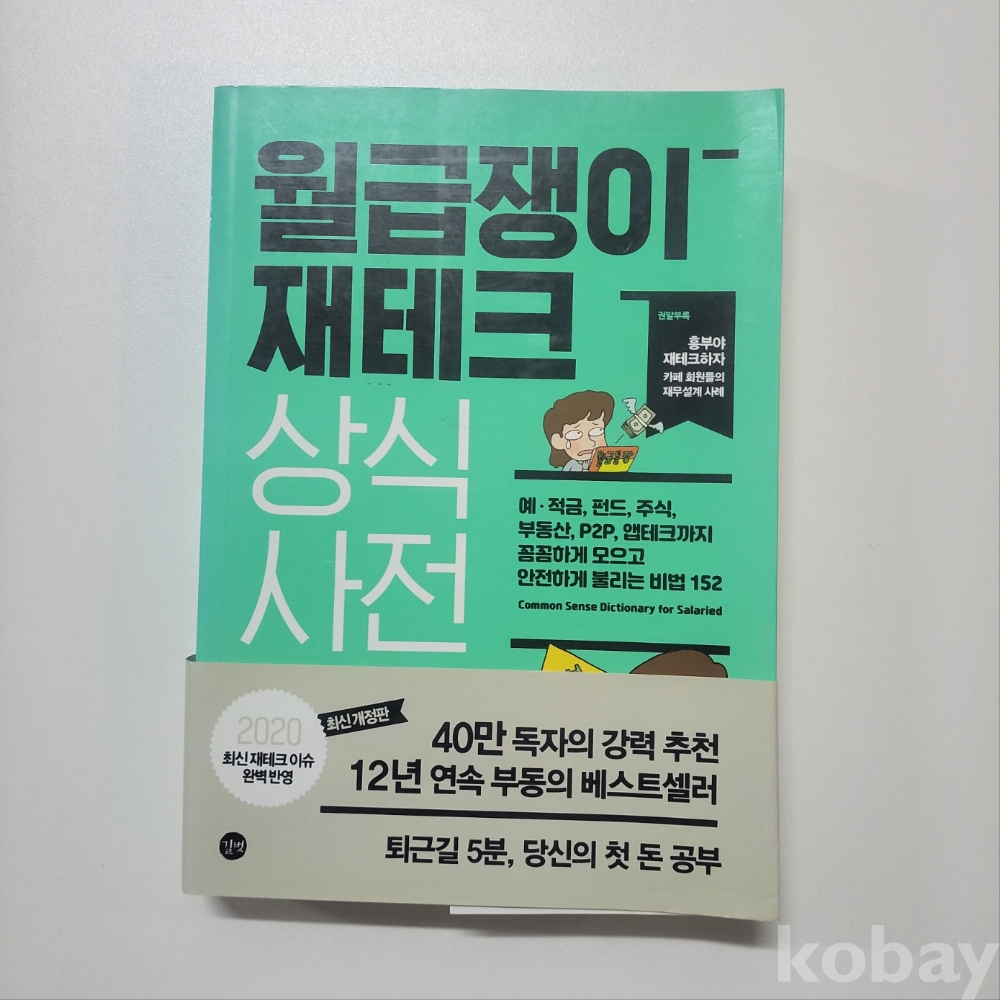 월급쟁이
재테크
상식
사전
권말부록
흥부야
재테크하자
카페 회원들의
재무설계 사례
월급통장
예·적금, 펀드, 주식,
부동산, P2P, 앱테크까지
꼼꼼하게 모으고
안전하게 불리는 비법 152
Common Sense Dictionary for Salaried
2020
최신 재테크 이슈
완벽 반영
최신 개정판
40만 독자의 강력 추천
12년 연속 부동의 베스트셀러
퇴근길 5분, 당신의 첫 돈 공부
길벗
kobay